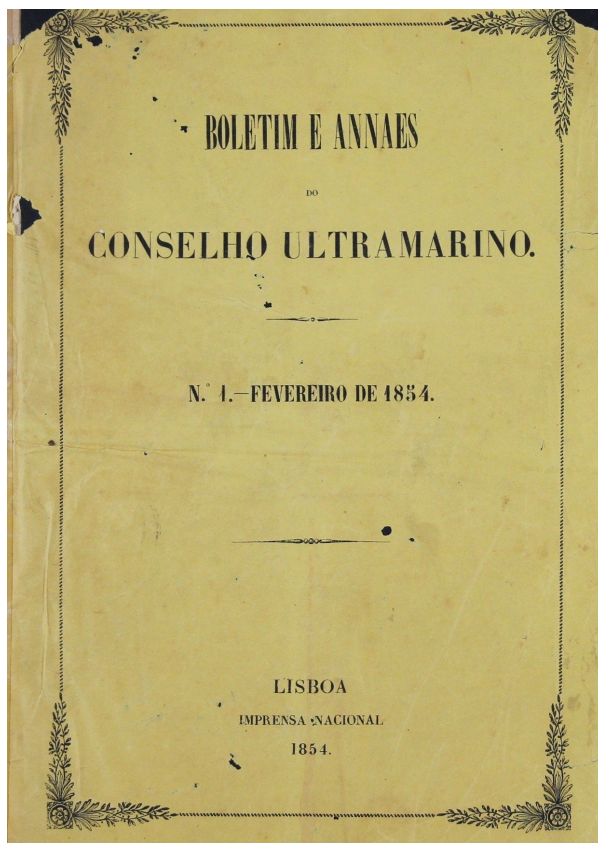 BOLETIM E ANNAES
DO
CONSELHO ULTRAMARINO.
N.º 1.—FEVEREIRO DE 1854.
LISBOA
IMPRENSA NACIONAL
1854.